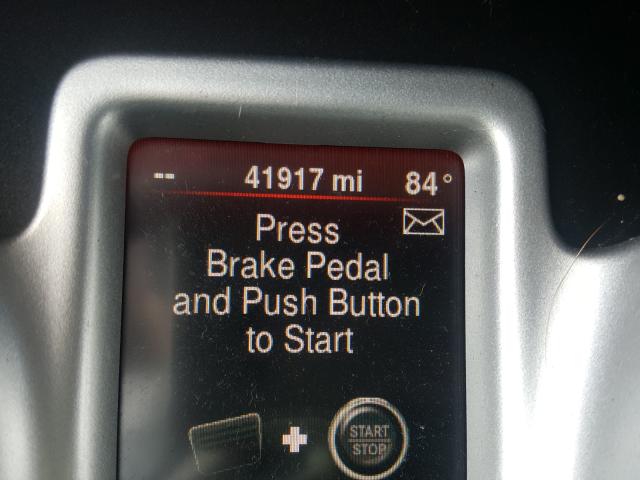 -- 41917 mi 84°
Press
Brake Pedal
and Push Button
to Start
START
STOP